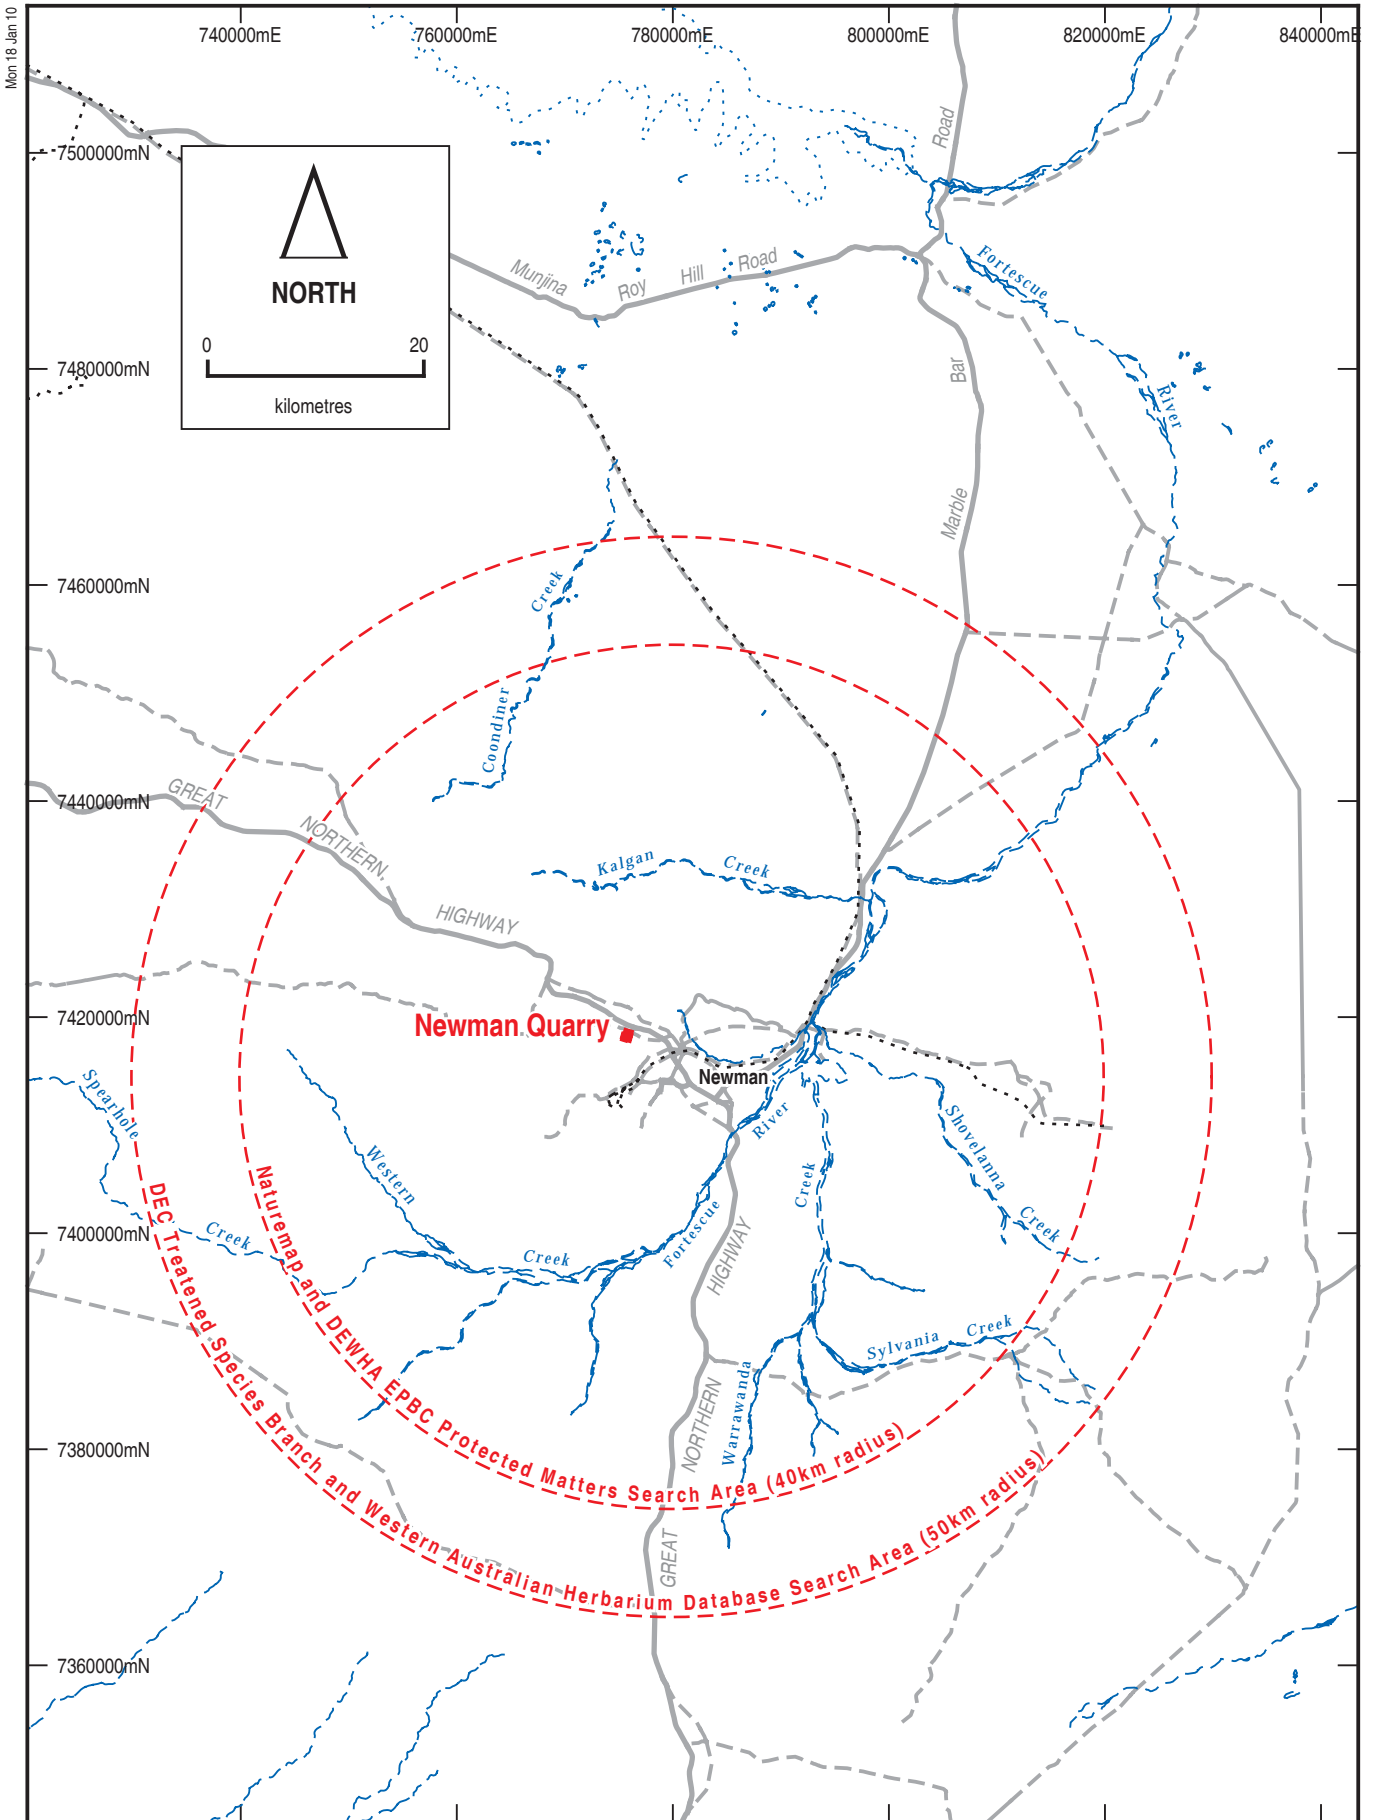 Mon 18 Jan 10
740000mE
760000mE
780000mE
800000mE
820000mE
840000mE
7500000mN
7480000mN
7460000mN
7440000mN
7420000mN
7400000mN
7380000mN
7360000mN
NORTH
0 20
kilometres
Munjina
Roy
Hill
Road
Road
Bar
Marble
Fortescue
River
Creek
Coondiner
GREAT
NORTHERN
HIGHWAY
Kalgan
Creek
Newman Quarry
Newman
River
Fortescue
Spearhole
Creek
Western
Creek
Creek
Shovelanna
Creek
HIGHWAY
NORTHERN
GREAT
Warrawanda
Sylvania
Creek
Naturemap and DEWHA EPBC Protected Matters Search Area (40km radius)
DEC Treatened Species Branch and Western Australian Herbarium Database Search Area (50km radius)